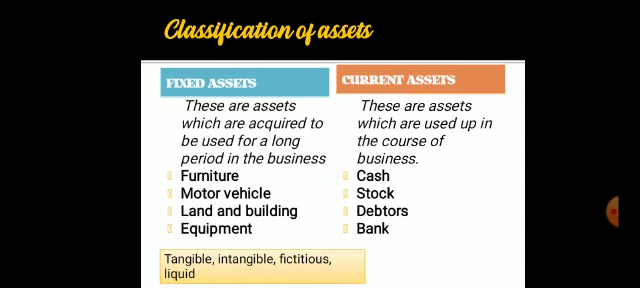 Classification of assets
FIXED ASSETS
These are assets
which are acquired to
be used for a long
period in the business
Furniture
Motor vehicle
Land and building
Equipment
CURRENT ASSETS
These are assets
which are used up in
the course of
business.
Cash
Stock
Debtors
Bank
Tangible, intangible, fictitious,
liquid